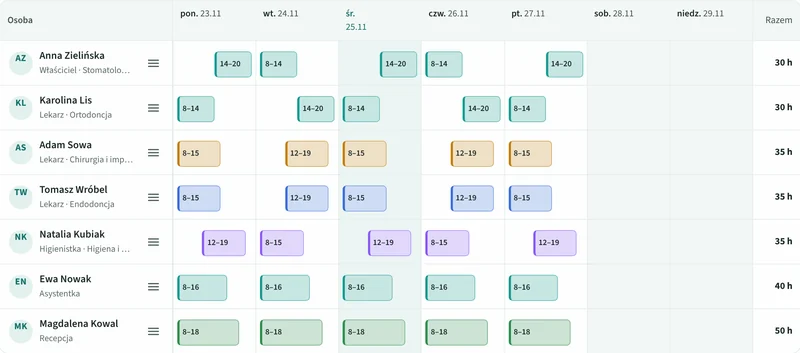 Osoba pon. 23.11 wt. 24.11 śr. 25.11 czw. 26.11 pt. 27.11 sob. 28.11 niedz. 29.11 Razem
AZ Anna Zielińska 14–20 8–14 14–20 8–14 14–20 30 h
Właściciel · Stomatolo...
KL Karolina Lis 8–14 14–20 8–14 14–20 8–14 30 h
Lekarz · Ortodoncja
AS Adam Sowa 8–15 12–19 8–15 12–19 8–15 35 h
Lekarz · Chirurgia i imp...
TW Tomasz Wróbel 8–15 12–19 8–15 12–19 8–15 35 h
Lekarz · Endodoncja
NK Natalia Kubiak 12–19 8–15 12–19 8–15 12–19 35 h
Higienistka · Higiena i ...
EN Ewa Nowak 8–16 8–16 8–16 8–16 8–16 40 h
Asystentka
MK Magdalena Kowal 8–18 8–18 8–18 8–18 8–18 50 h
Recepcja